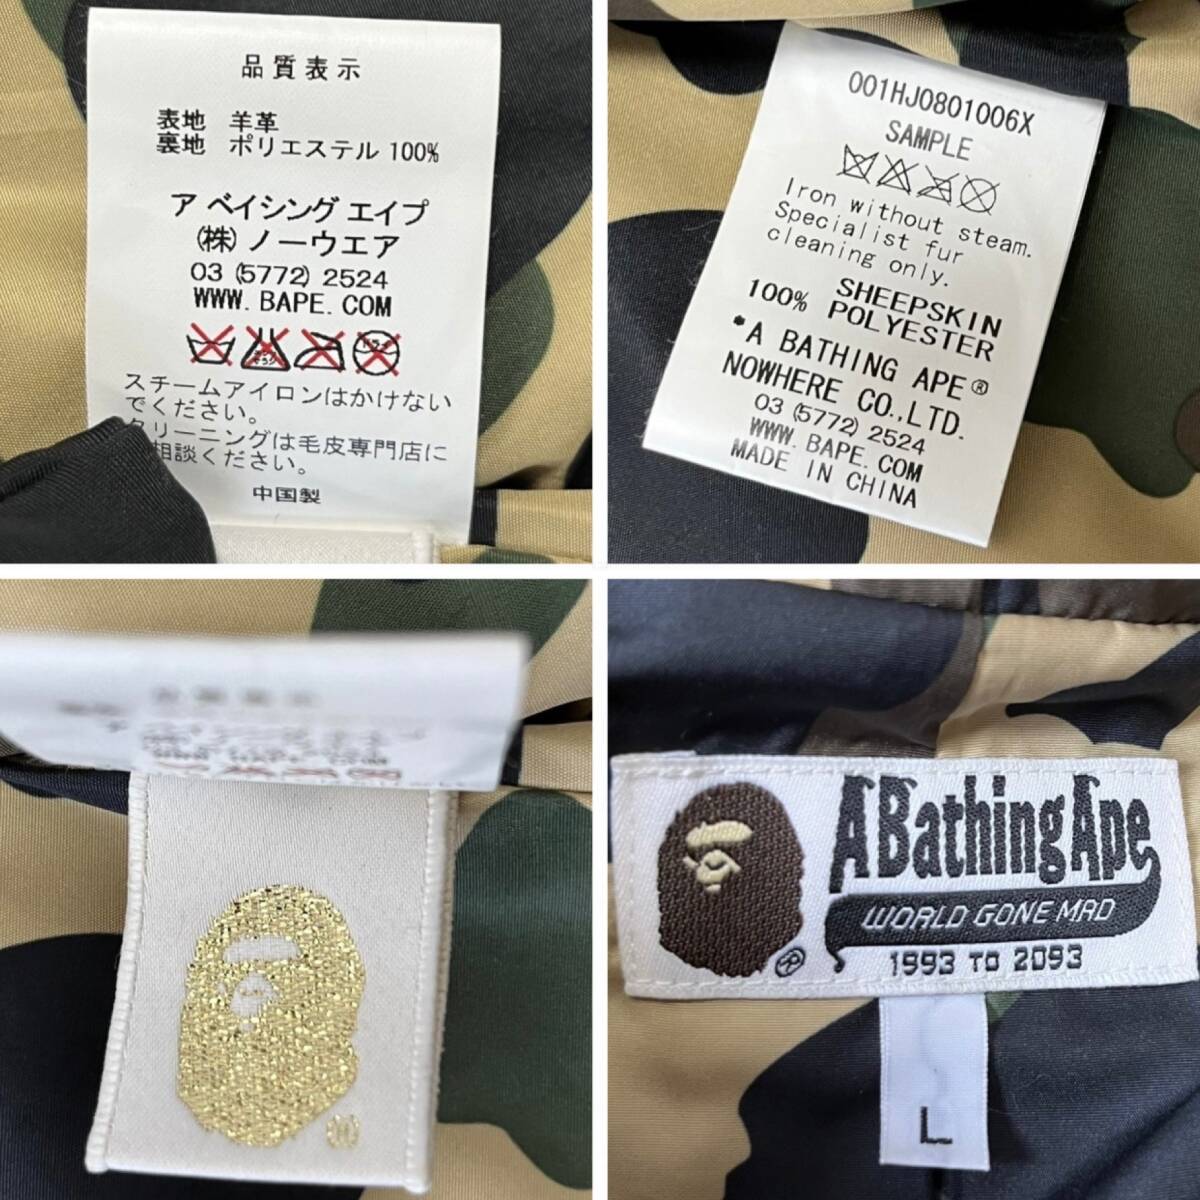 品質表示
表地 羊革
裏地 ポリエステル 100%
ア ベイシング エイプ
(株) ノーウエア
03 (5772) 2524
WWW. BAPE. COM
スチームアイロンはかけない
でください。
クリーニングは毛皮専門店に
相談ください。
中国製
001HJ0801006X
SAMPLE
Iron without steam.
Specialist fur
cleaning only.
SHEEPSKIN
100% POLYESTER
*A BATHING APE®
NOWHERE CO., LTD.
03 (5772) 2524
WWW. BAPE. COM
MADE IN CHINA
A Bathing Ape
WORLD GONE MAD
®
1993 TO 2093
L